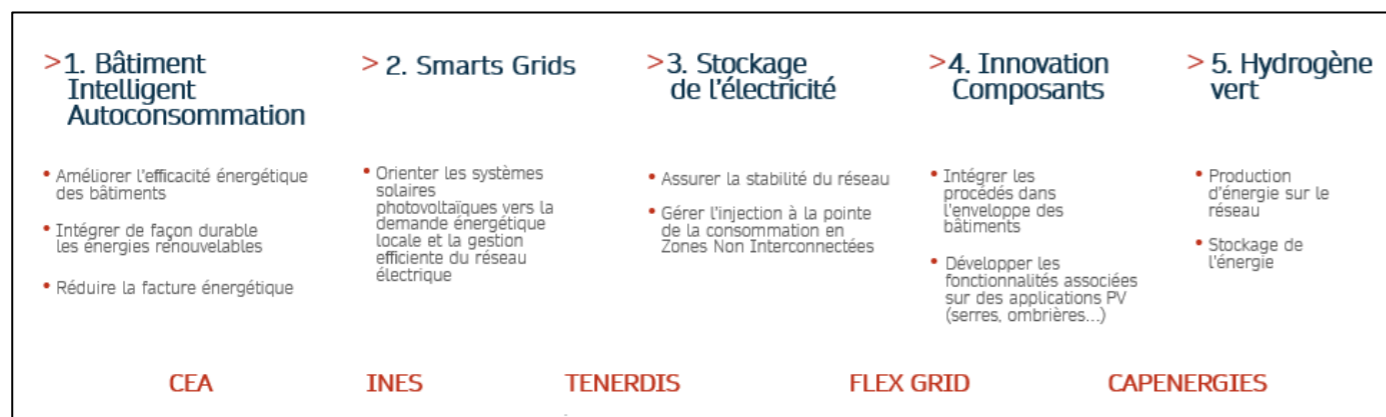 >1. Bâtiment
Intelligent
Autoconsommation
• Améliorer l'efficacité énergétique
des bâtiments
• Intégrer de façon durable
les énergies renouvelables
• Réduire la facture énergétique
> 2. Smarts Grids
• Orienter les systèmes
solaires
photovoltaïques vers la
demande énergétique
locale et la gestion
efficiente du réseau
électrique
>3. Stockage
de l'électricité
• Assurer la stabilité du réseau
• Gérer l'injection à la pointe
de la consommation en
Zones Non Interconnectées
>4. Innovation
Composants
• Intégrer les
procédés dans
l'enveloppe des
bâtiments
• Développer les
fonctionnalités associées
sur des applications PV
(serres, ombrières...)
> 5. Hydrogène
vert
• Production
d'énergie sur le
réseau
• Stockage de
l'énergie
CEA INES TENERDIS FLEX GRID CAPENERGIES